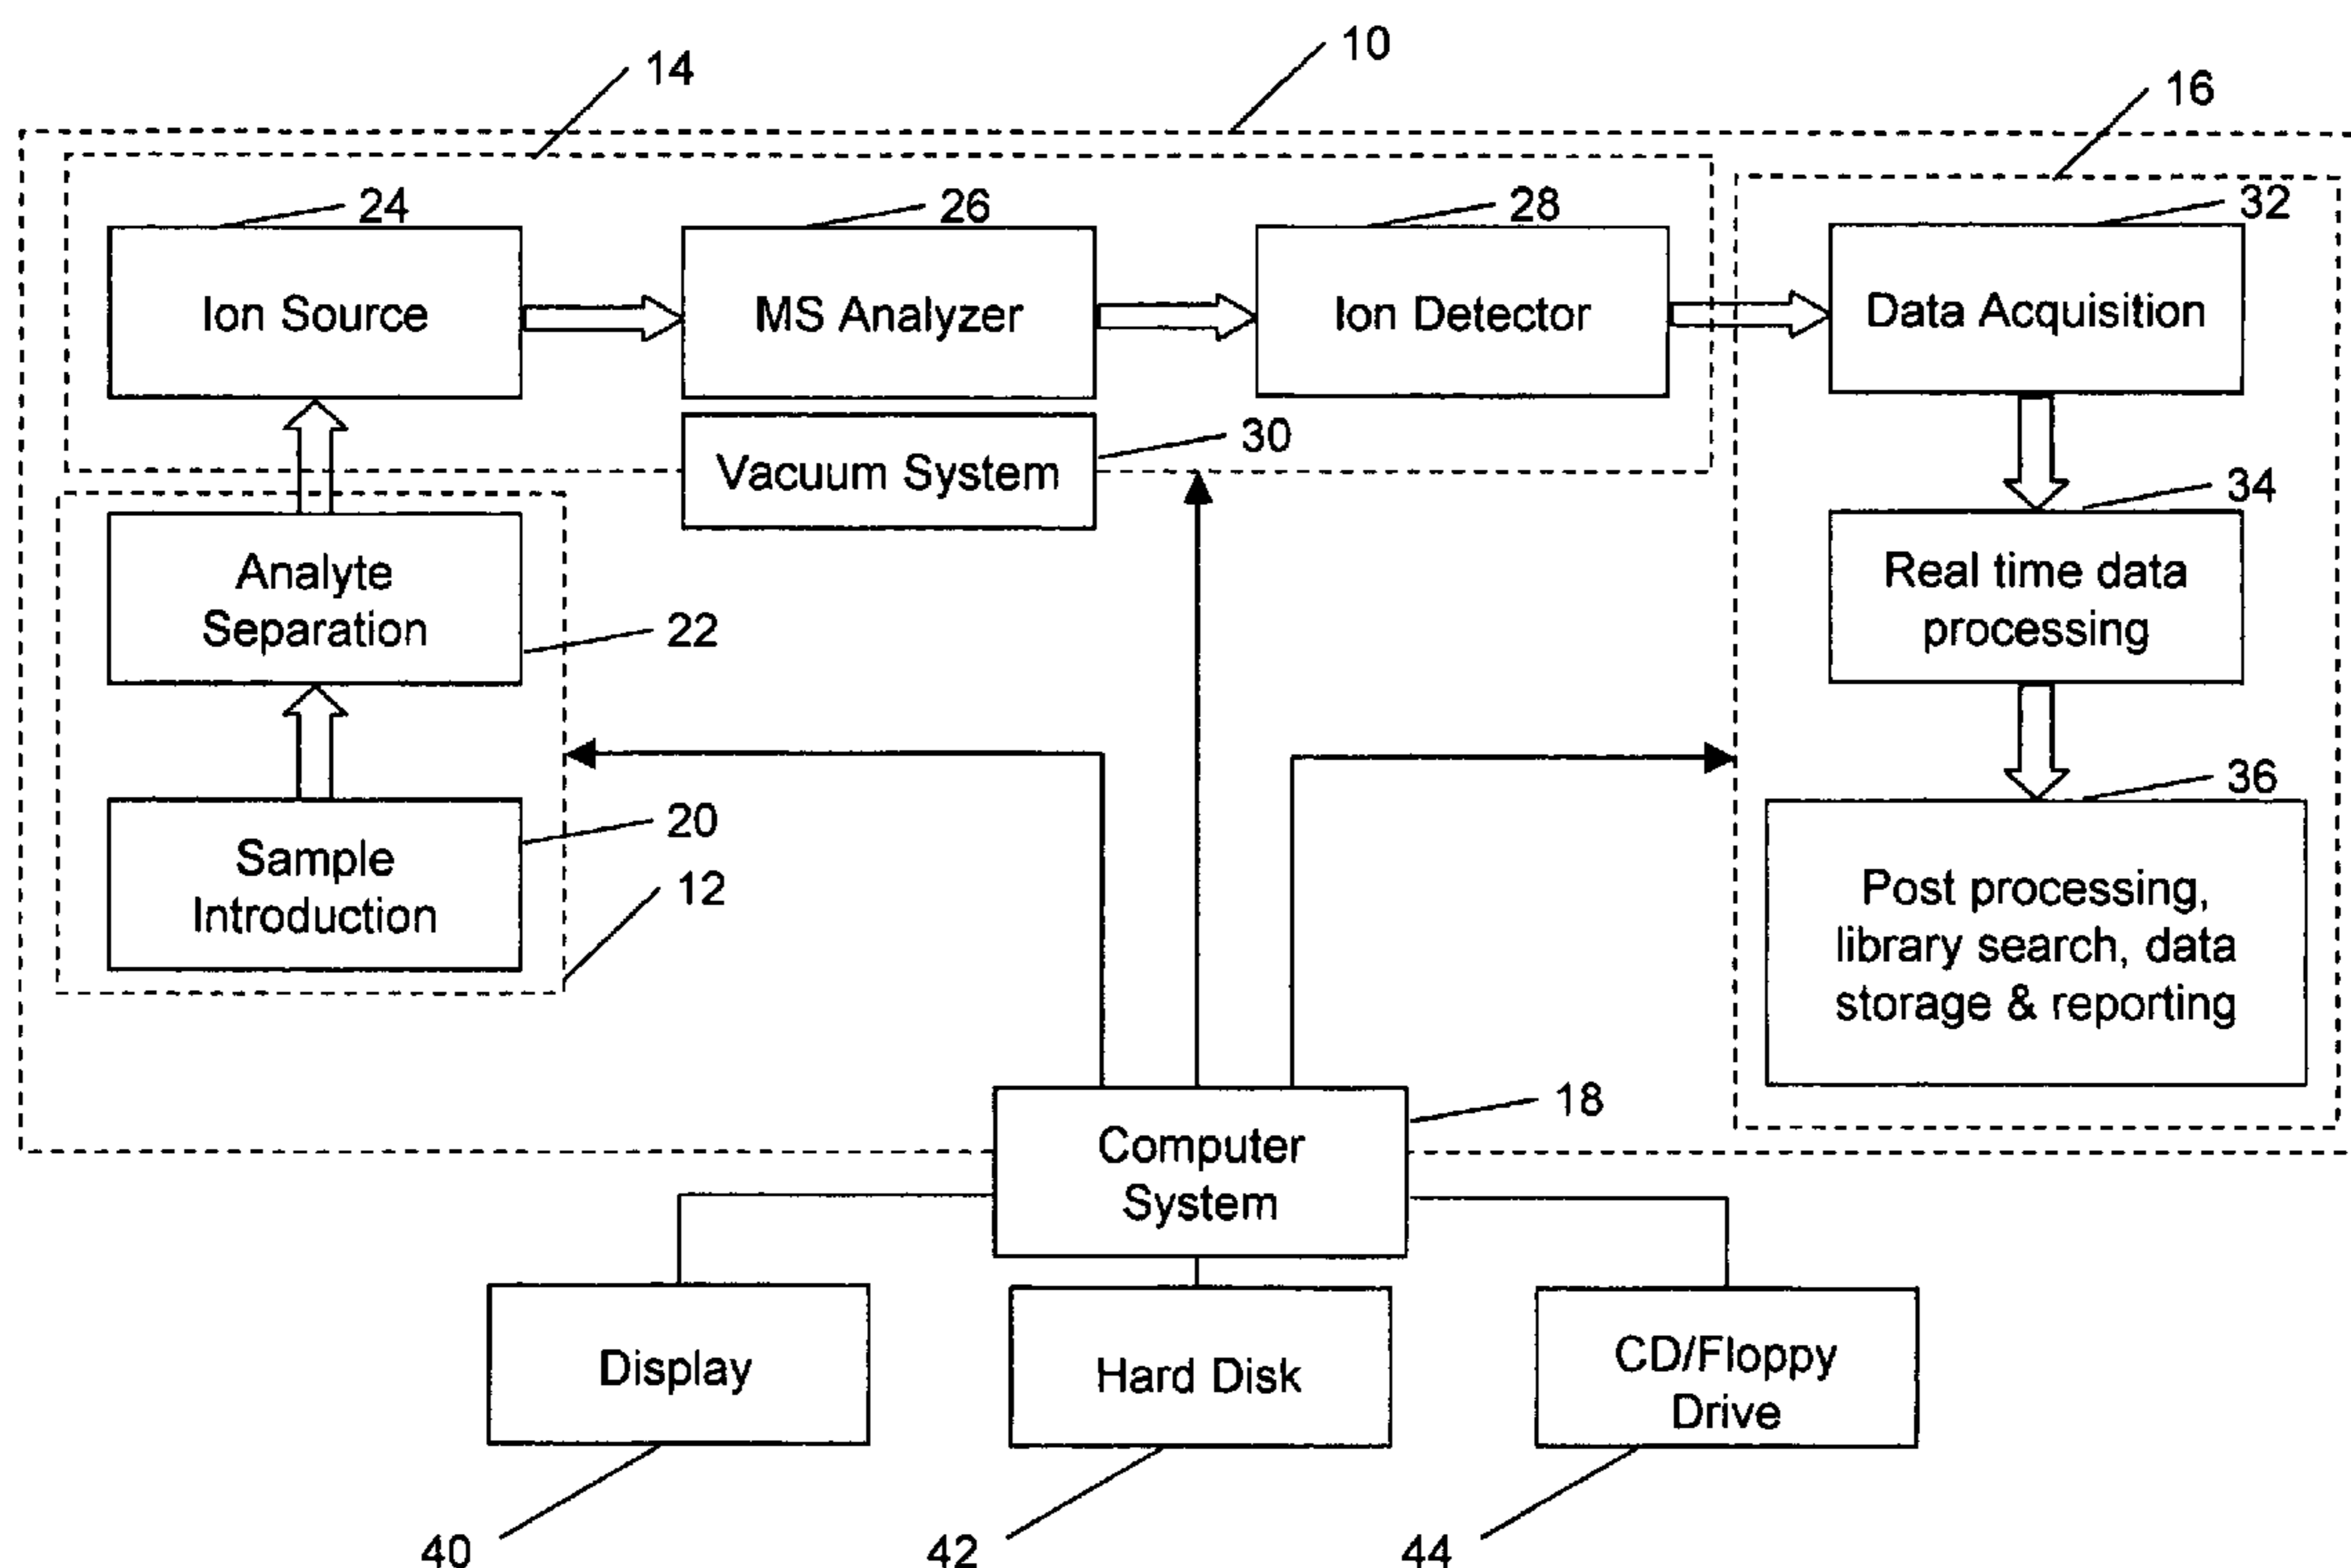 10
14
16
24
26
28
32
Ion Source
MS Analyzer
Ion Detector
Data Acquisition
30
Vacuum System
34
Analyte
Separation
22
Real time data
processing
36
20
Sample
Introduction
12
Post processing,
library search, data
storage & reporting
18
Computer
System
Display
Hard Disk
CD/Floppy
Drive
40
42
44